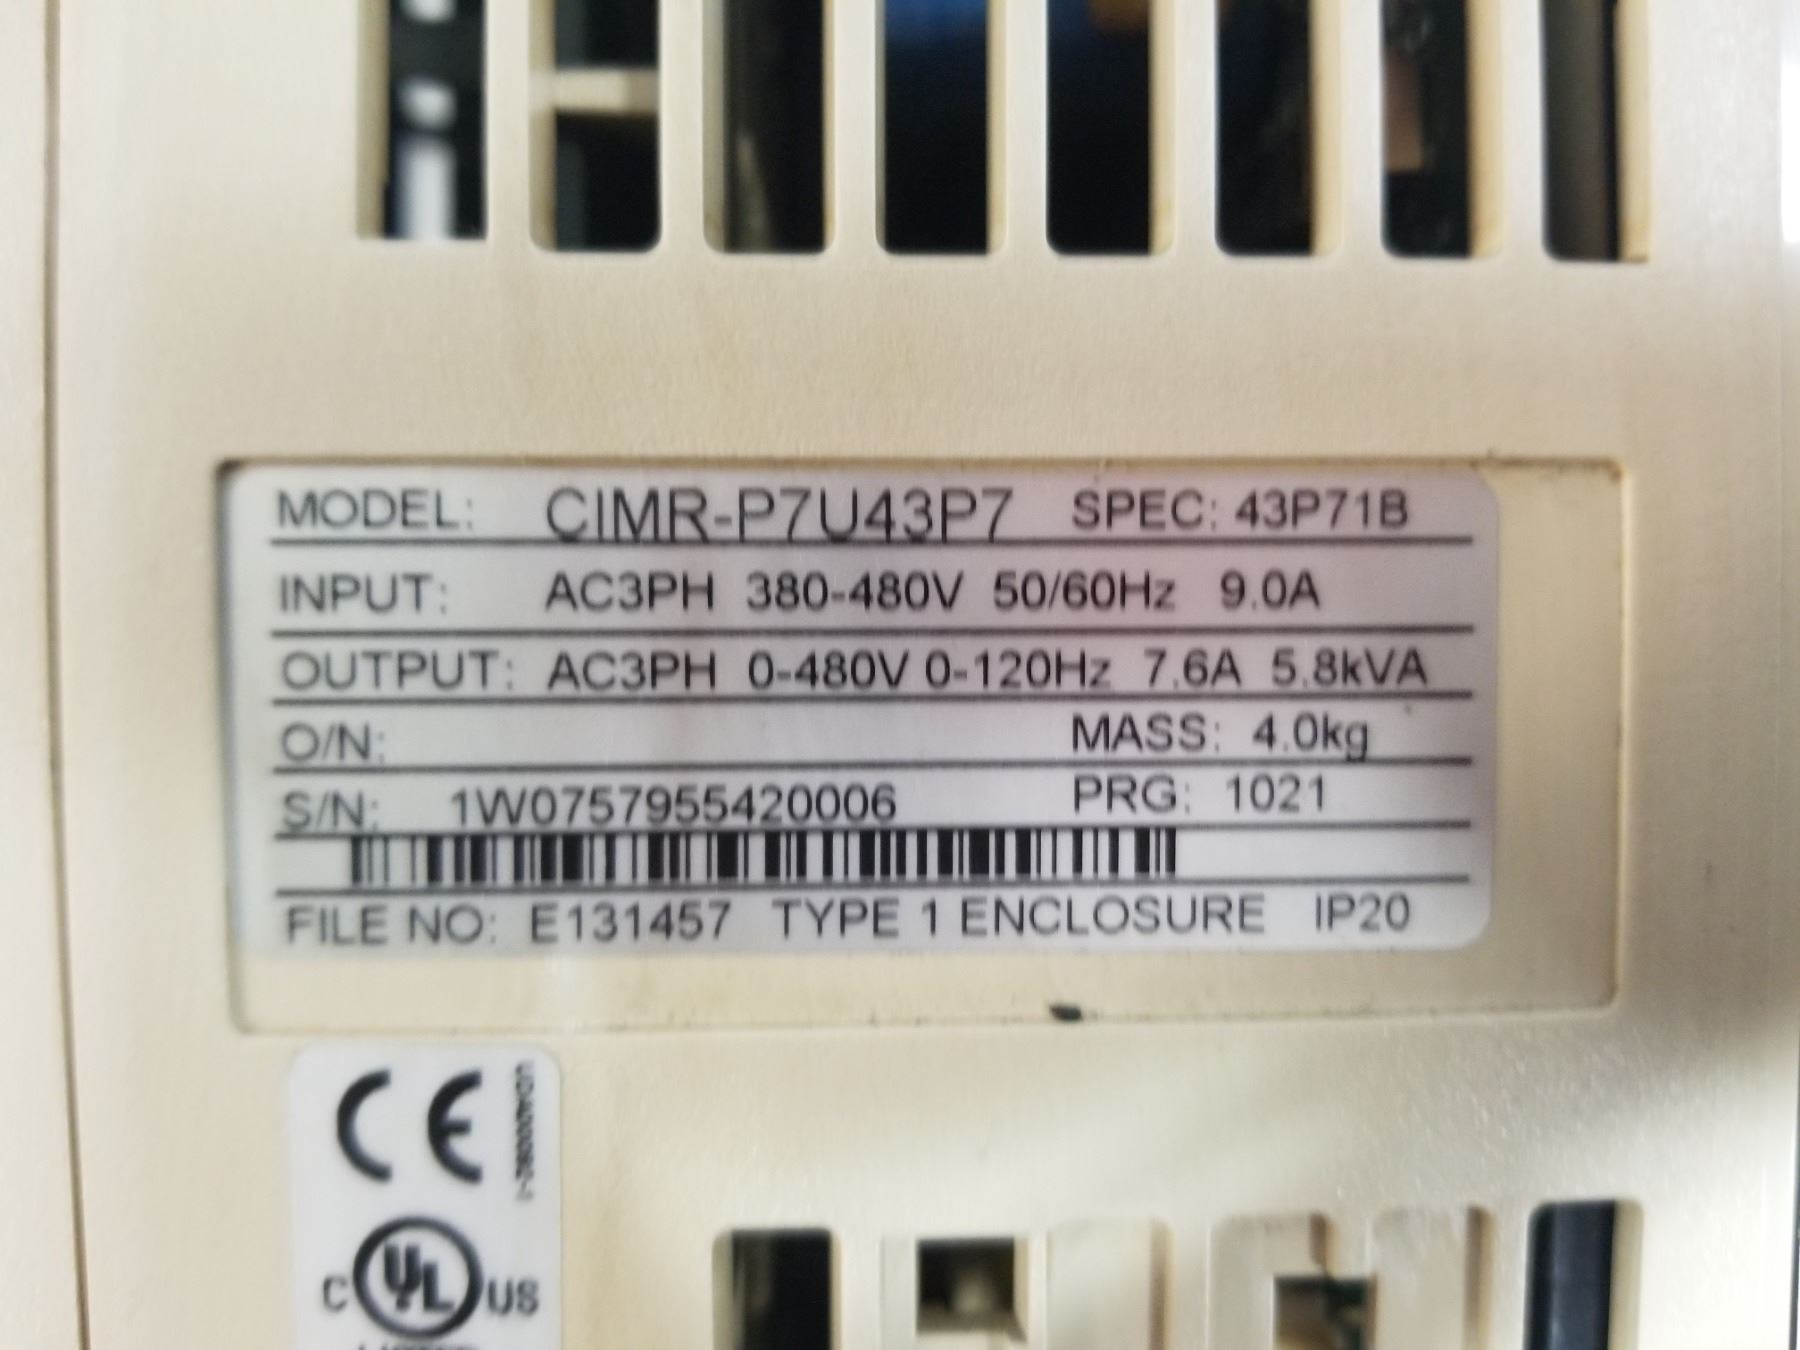 MODEL: CIMR-P7U43P7 SPEC: 43P71B
INPUT: AC3PH 380-480V 50/60Hz 9.0A
OUTPUT: AC3PH 0-480V 0-120Hz 7.6A 5.8kVA
O/N: MASS: 4.0kg
S/N: 1W0757955420006 PRG: 1021
FILE NO: E131457 TYPE 1 ENCLOSURE IP20
CE
C UL US